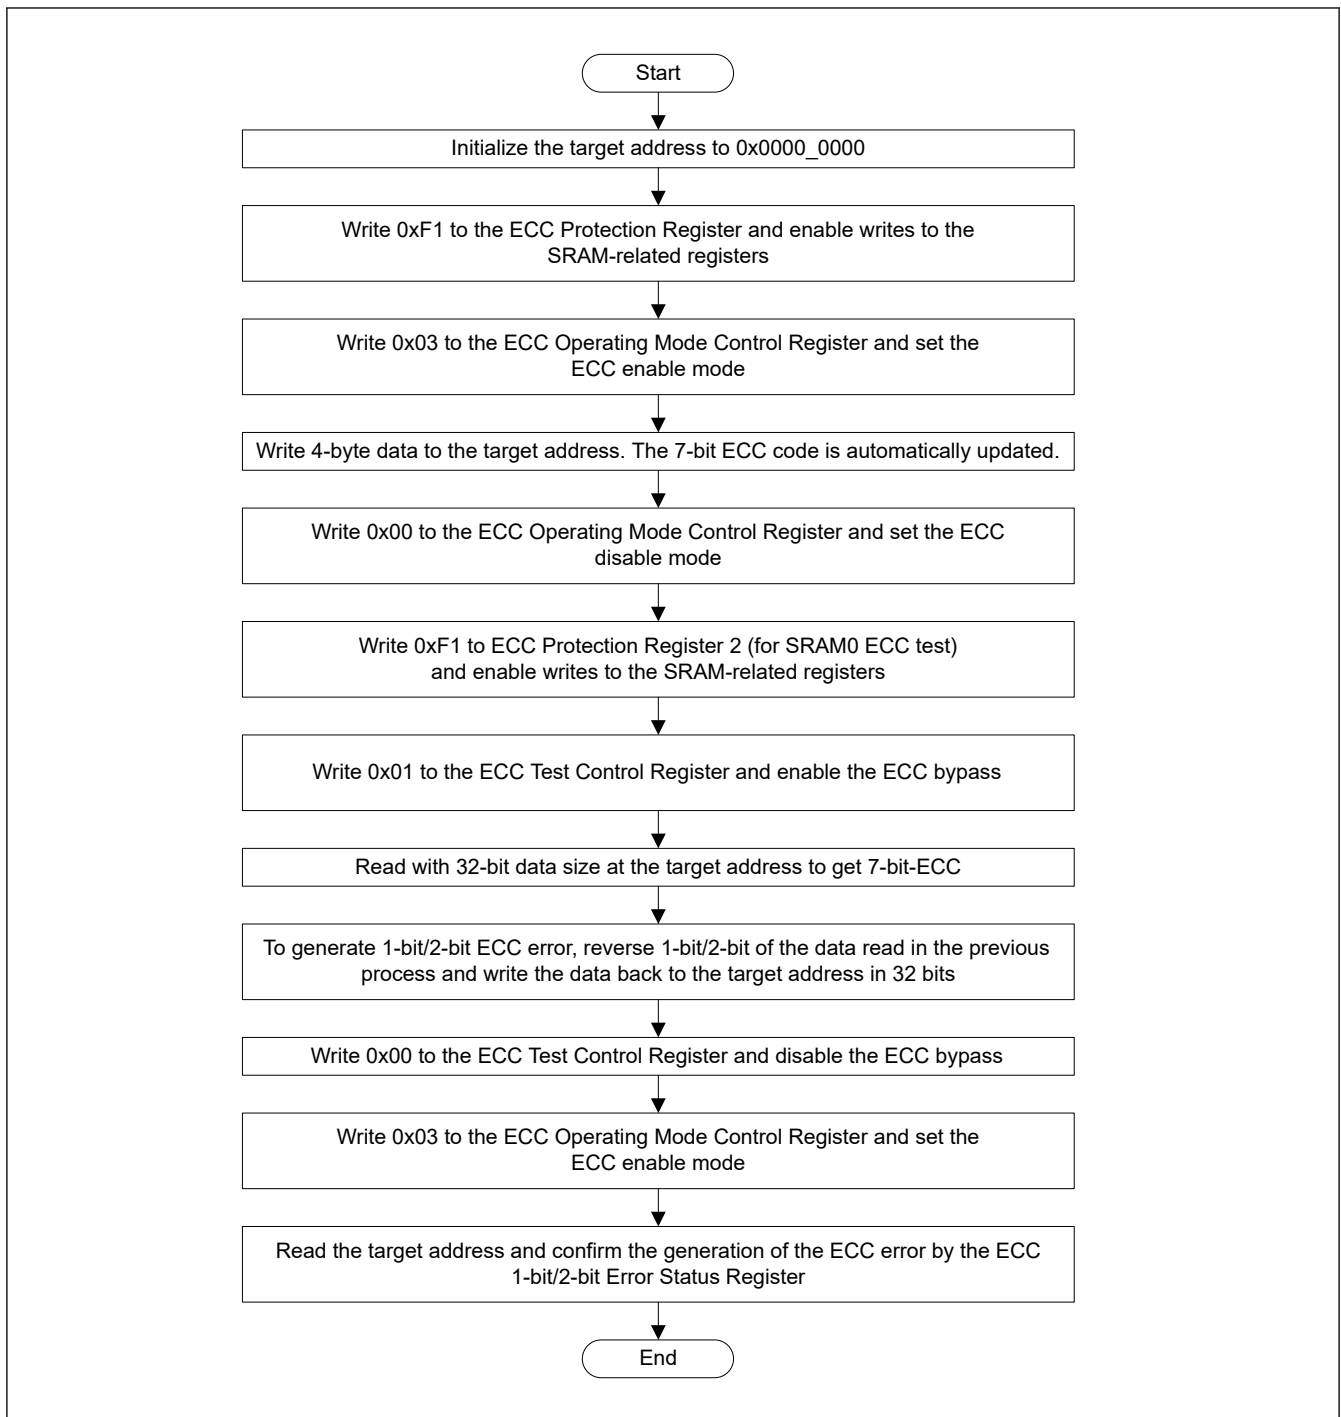 Start
Initialize the target address to 0x0000_0000
Write 0xF1 to the ECC Protection Register and enable writes to the
SRAM-related registers
Write 0x03 to the ECC Operating Mode Control Register and set the
ECC enable mode
Write 4-byte data to the target address. The 7-bit ECC code is automatically updated.
Write 0x00 to the ECC Operating Mode Control Register and set the ECC
disable mode
Write 0xF1 to ECC Protection Register 2 (for SRAM0 ECC test)
and enable writes to the SRAM-related registers
Write 0x01 to the ECC Test Control Register and enable the ECC bypass
Read with 32-bit data size at the target address to get 7-bit-ECC
To generate 1-bit/2-bit ECC error, reverse 1-bit/2-bit of the data read in the previous
process and write the data back to the target address in 32 bits
Write 0x00 to the ECC Test Control Register and disable the ECC bypass
Write 0x03 to the ECC Operating Mode Control Register and set the
ECC enable mode
Read the target address and confirm the generation of the ECC error by the ECC
1-bit/2-bit Error Status Register
End